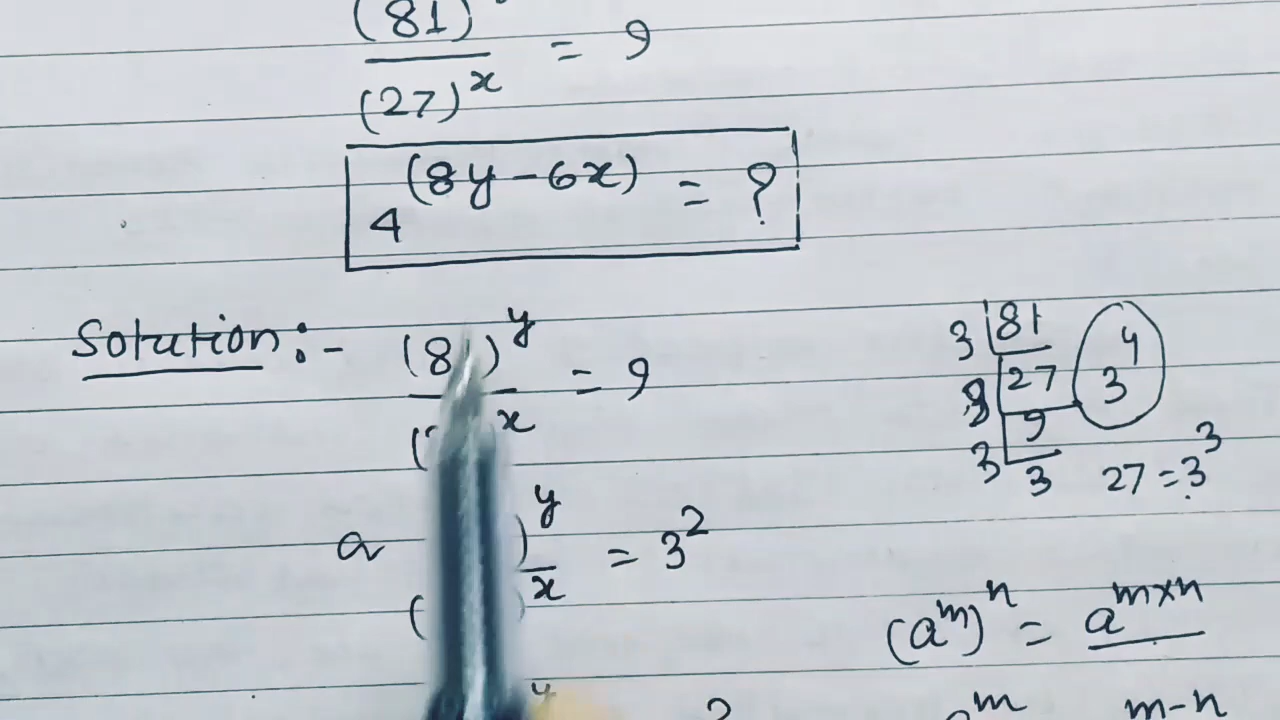 (81)
(27)^x = 9
4^(8y-6x) = ?
Solution:- (8 )^y
( ^x = 9
a )^y
( )^x = 3^2
y 2
3 |81
3 |27 3^4
3 |9
3 27 = 3^3
(a^m)^n = a^(m×n)
a^m m-n